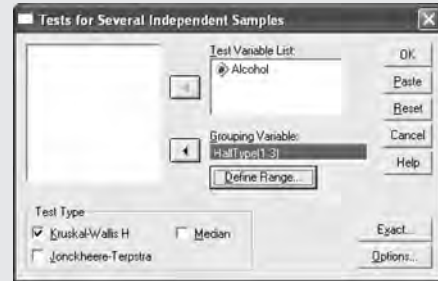 Tests for Several Independent Samples
Test Variable List:
Alcohol
Grouping Variable:
HallType(1 3)
Define Range...
Test Type
Kruskal-Wallis H
Median
Jonckheere-Terpstra
OK
Paste
Reset
Cancel
Help
Exact...
Options...